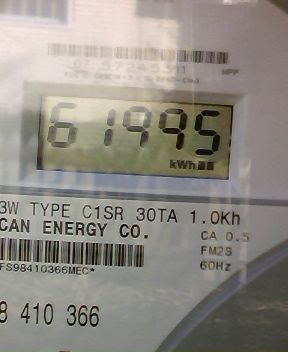 61995
kWh
3W TYPE C1SR 30TA 1.0Kh
CAN ENERGY CO.
CA 0.5
FM2S
60Hz
FS98410366MEC*
8 410 366